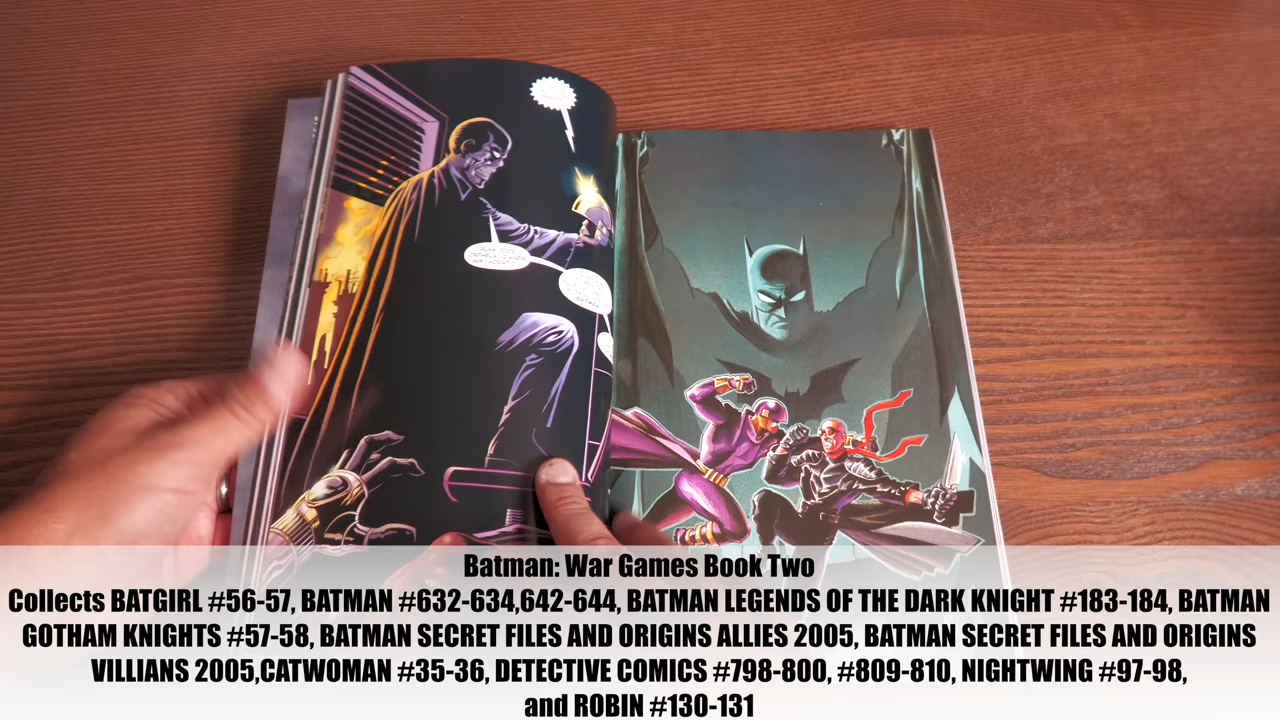 Batman: War Games Book Two
Collects BATGIRL #56-57, BATMAN #632-634,642-644, BATMAN LEGENDS OF THE DARK KNIGHT #183-184, BATMAN
GOTHAM KNIGHTS #57-58, BATMAN SECRET FILES AND ORIGINS ALLIES 2005, BATMAN SECRET FILES AND ORIGINS
VILLIANS 2005,CATWOMAN #35-36, DETECTIVE COMICS #798-800, #809-810, NIGHTWING #97-98,
and ROBIN #130-131